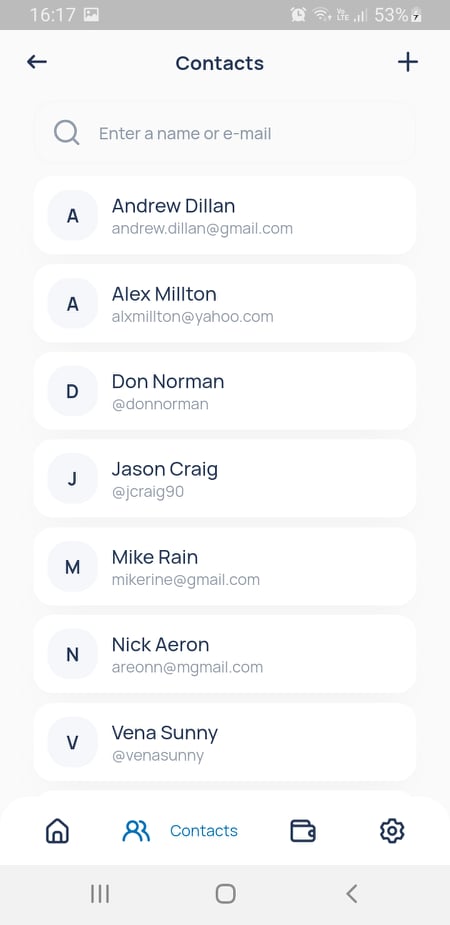 16:17 Vo LTE 53%
Contacts
Enter a name or e-mail
A
Andrew Dillan
andrew.dillan@gmail.com
A
Alex Millton
alxmillton@yahoo.com
D
Don Norman
@donnorman
J
Jason Craig
@jcraig90
M
Mike Rain
mikerine@gmail.com
N
Nick Aeron
areonn@mgmail.com
V
Vena Sunny
@venasunny
Contacts